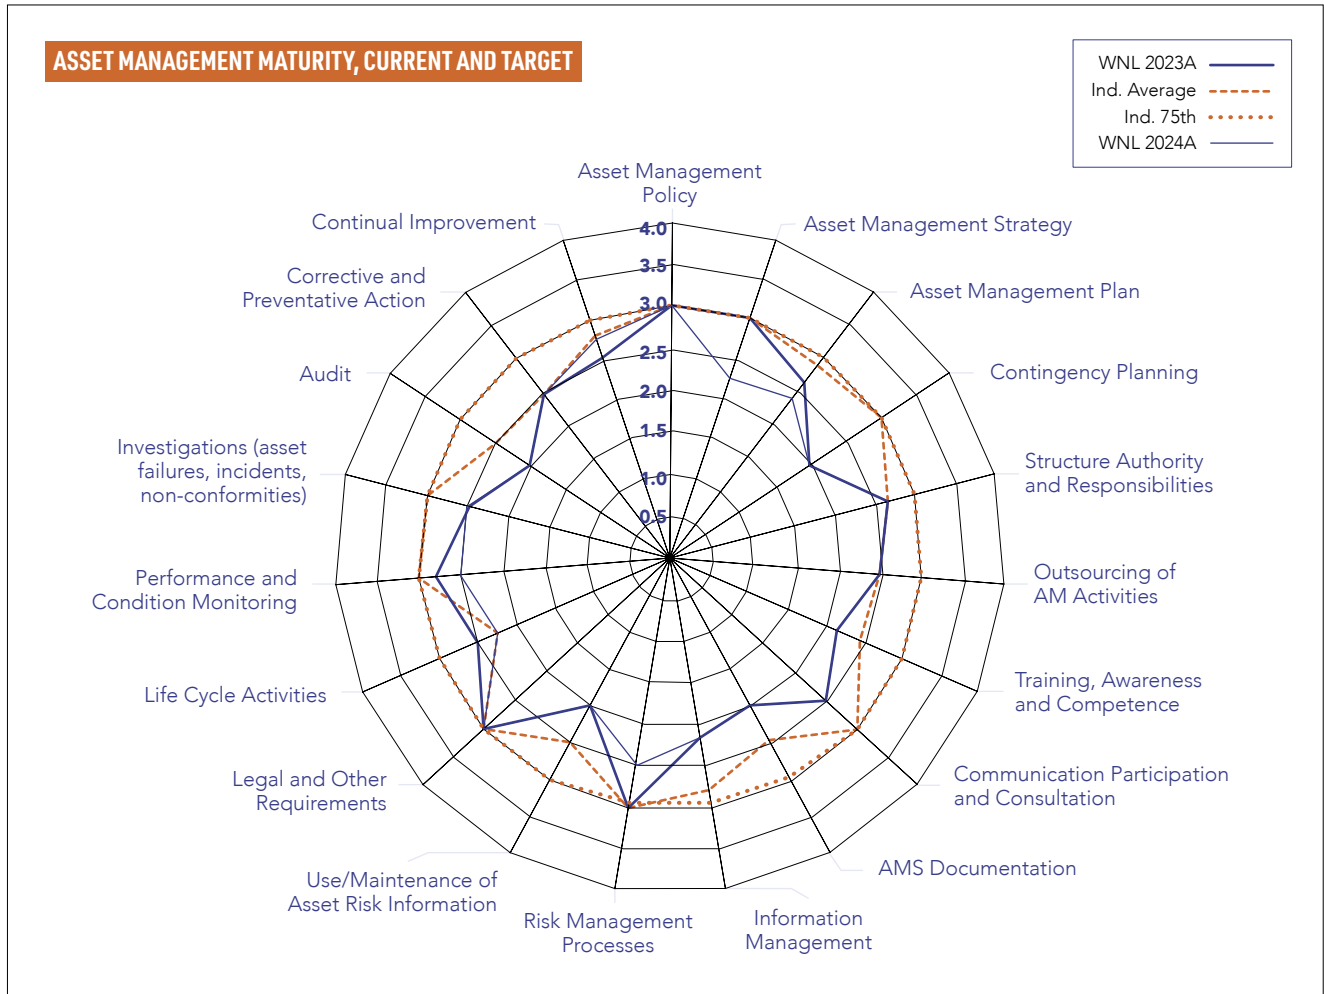 ASSET MANAGEMENT MATURITY, CURRENT AND TARGET
WNL 2023A
Ind. Average
Ind. 75th
WNL 2024A
Asset Management
Policy
Asset Management Strategy
Asset Management Plan
Contingency Planning
Structure Authority
and Responsibilities
Outsourcing of
AM Activities
Training, Awareness
and Competence
Communication Participation
and Consultation
AMS Documentation
Information
Management
Risk Management
Processes
Use/Maintenance of
Asset Risk Information
Legal and Other
Requirements
Life Cycle Activities
Performance and
Condition Monitoring
Investigations (asset
failures, incidents,
non-conformities)
Audit
Corrective and
Preventative Action
Continual Improvement
4.0
3.5
3.0
2.5
2.0
1.5
1.0
0.5